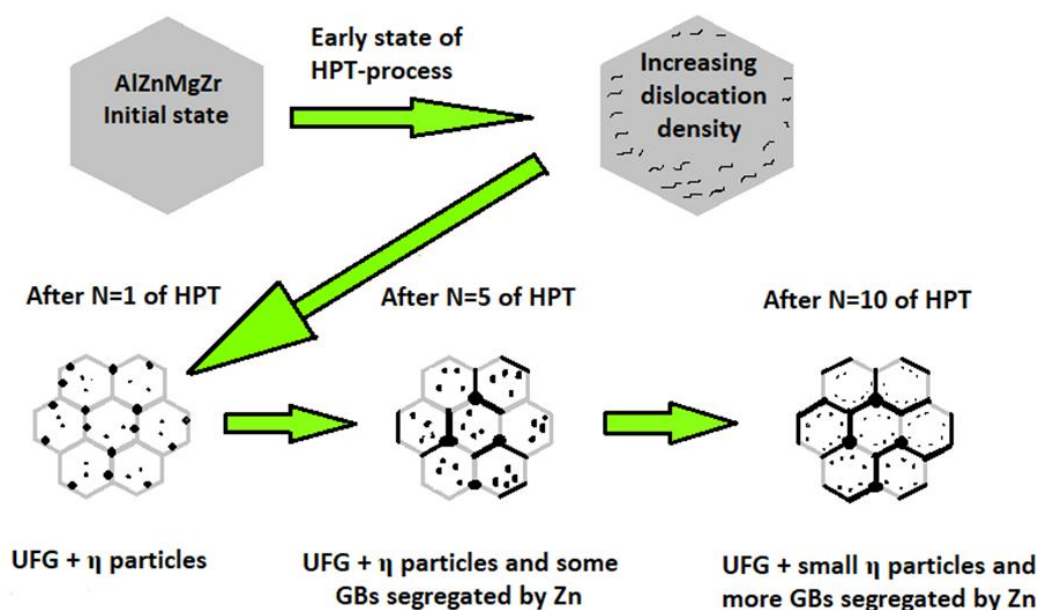 AlZnMgZr
Initial state
Early state of
HPT-process
Increasing
dislocation
density
After N=1 of HPT
After N=5 of HPT
After N=10 of HPT
UFG + η particles
UFG + η particles and some
GBs segregated by Zn
UFG + small η particles and
more GBs segregated by Zn